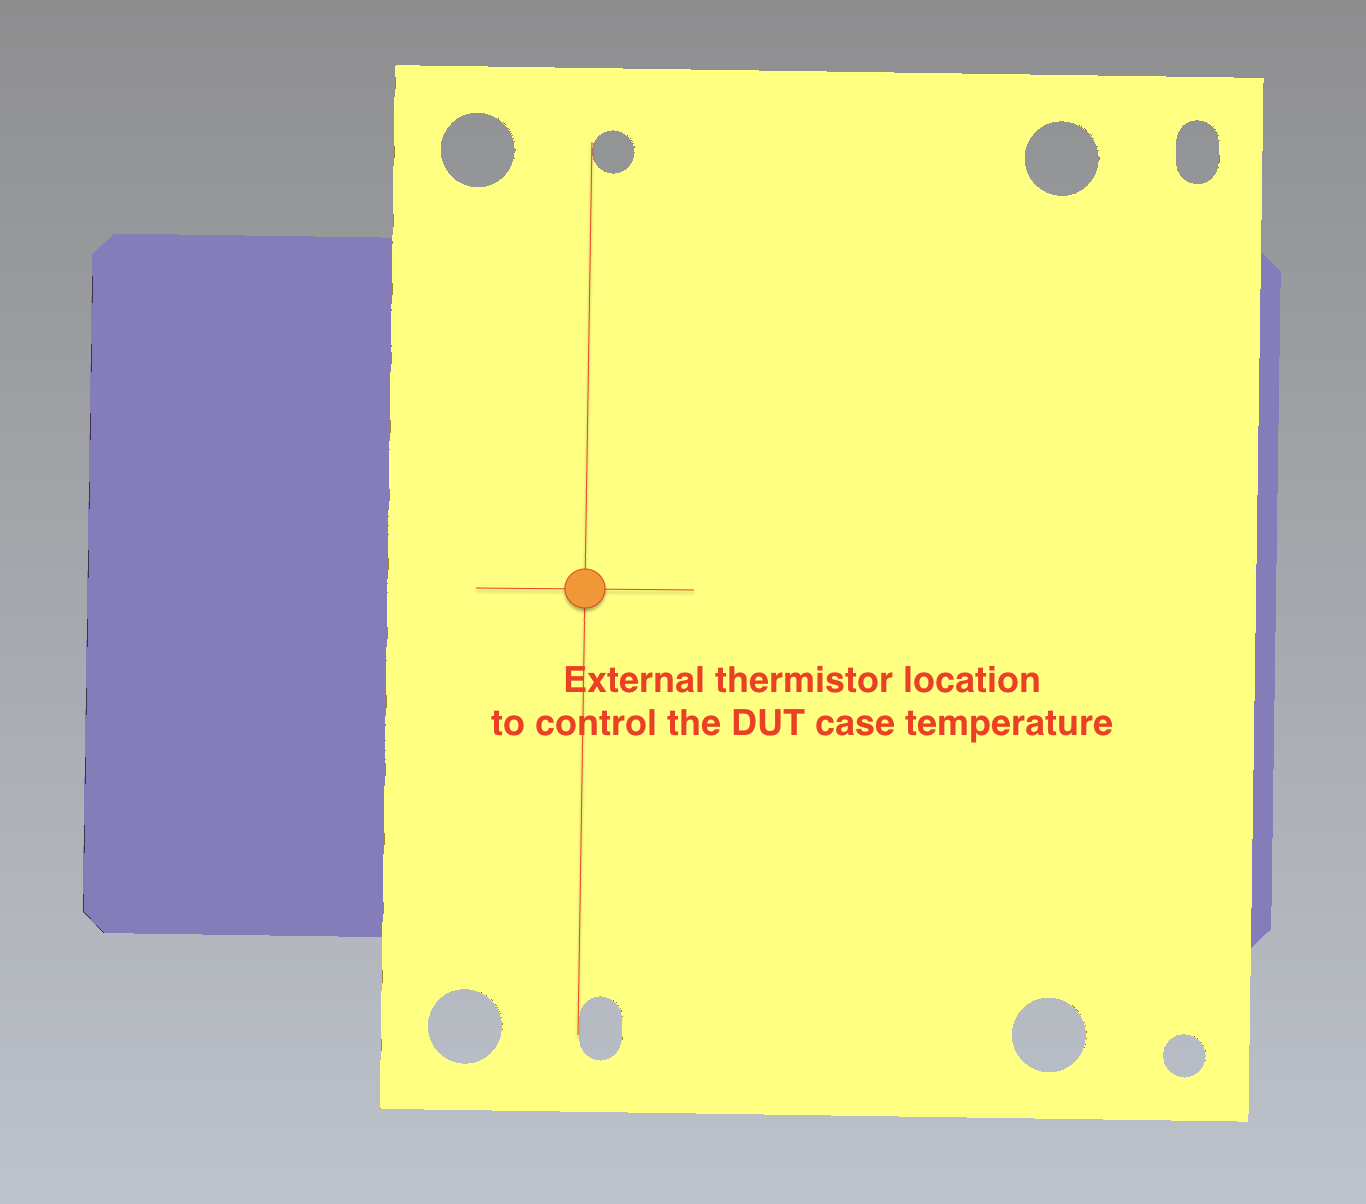 External thermistor location
to control the DUT case temperature